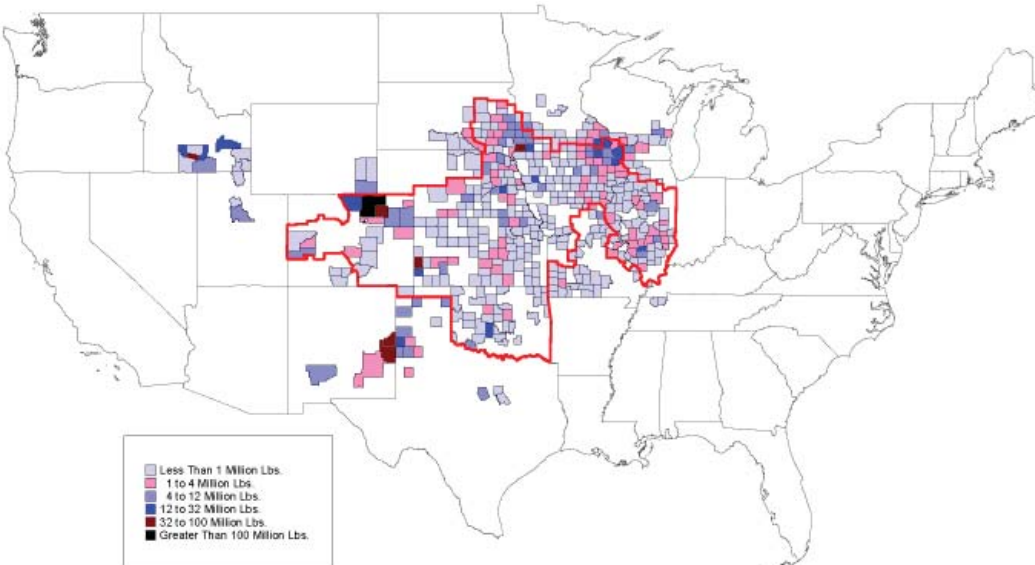 Less Than 1 Million Lbs.
1 to 4 Million Lbs.
4 to 12 Million Lbs.
12 to 32 Million Lbs.
32 to 100 Million Lbs.
Greater Than 100 Million Lbs.